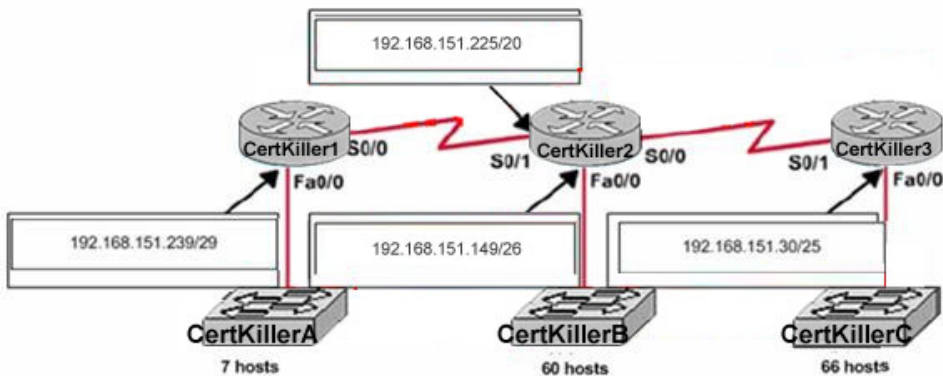 192.168.151.225/20
CertKiller1
CertKiller2
CertKiller3
S0/0
S0/1
S0/0
S0/1
Fa0/0
Fa0/0
Fa0/0
192.168.151.239/29
192.168.151.149/26
192.168.151.30/25
CertKillerA
CertKillerB
CertKillerC
7 hosts
60 hosts
66 hosts